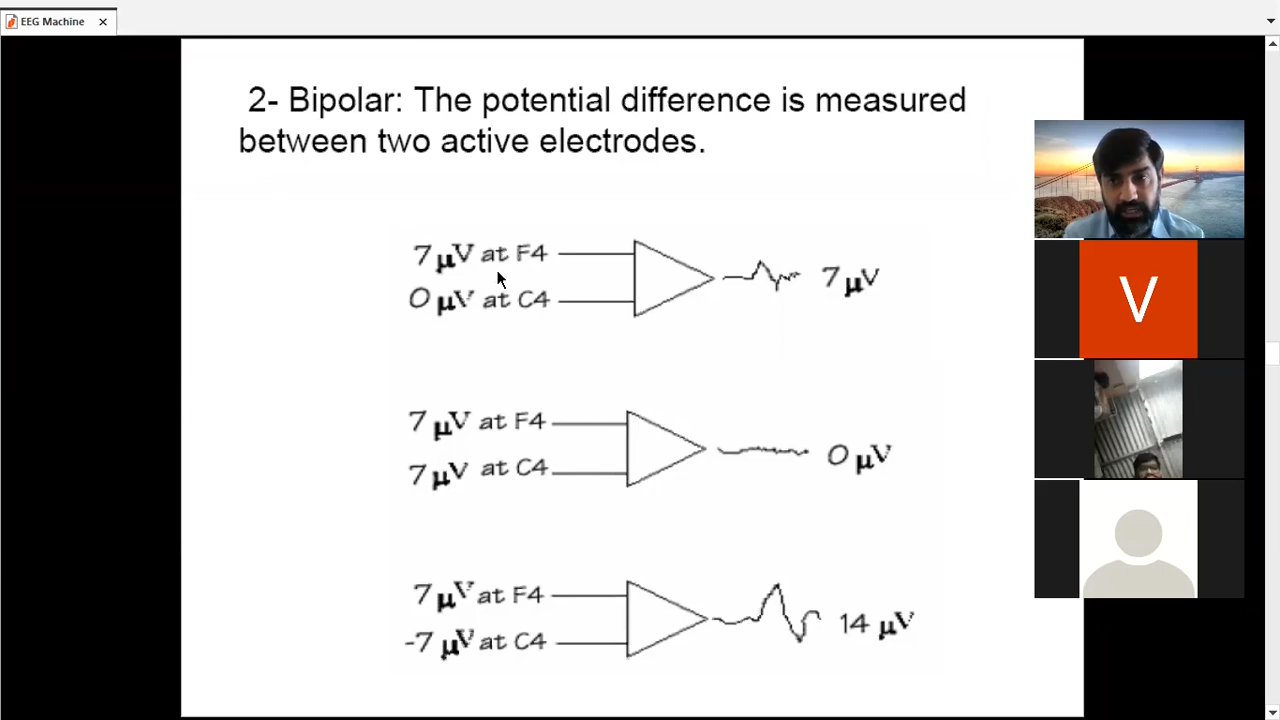 EEG Machine
2- Bipolar: The potential difference is measured
between two active electrodes.
7 μV at F4
0 μV at C4
7 μV
7 μV at F4
7 μV at C4
0 μV
7 μV at F4
-7 μV at C4
14 μV
V